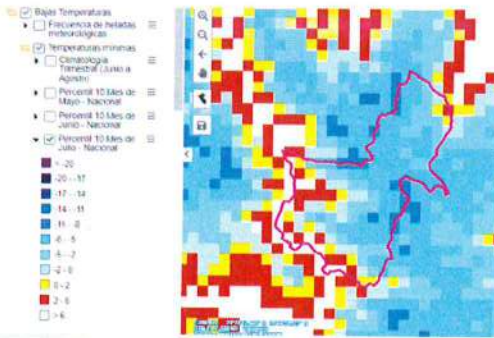 Bajas Temperaturas
Frecuencia de heladas
meteorológicas
Temperaturas mínimas
Climatología
Trimestral (Junio a
Agosto)
Percentil 10 Mes de
Mayo - Nacional
Percentil 10 Mes de
Junio - Nacional
Percentil 10 Mes de
Julio - Nacional
< -20
-20 - -17
-17 - -14
-14 - -11
-11 - -8
-8 - -5
-5 - -2
-2 - 0
0 - 2
2 - 6
> 6